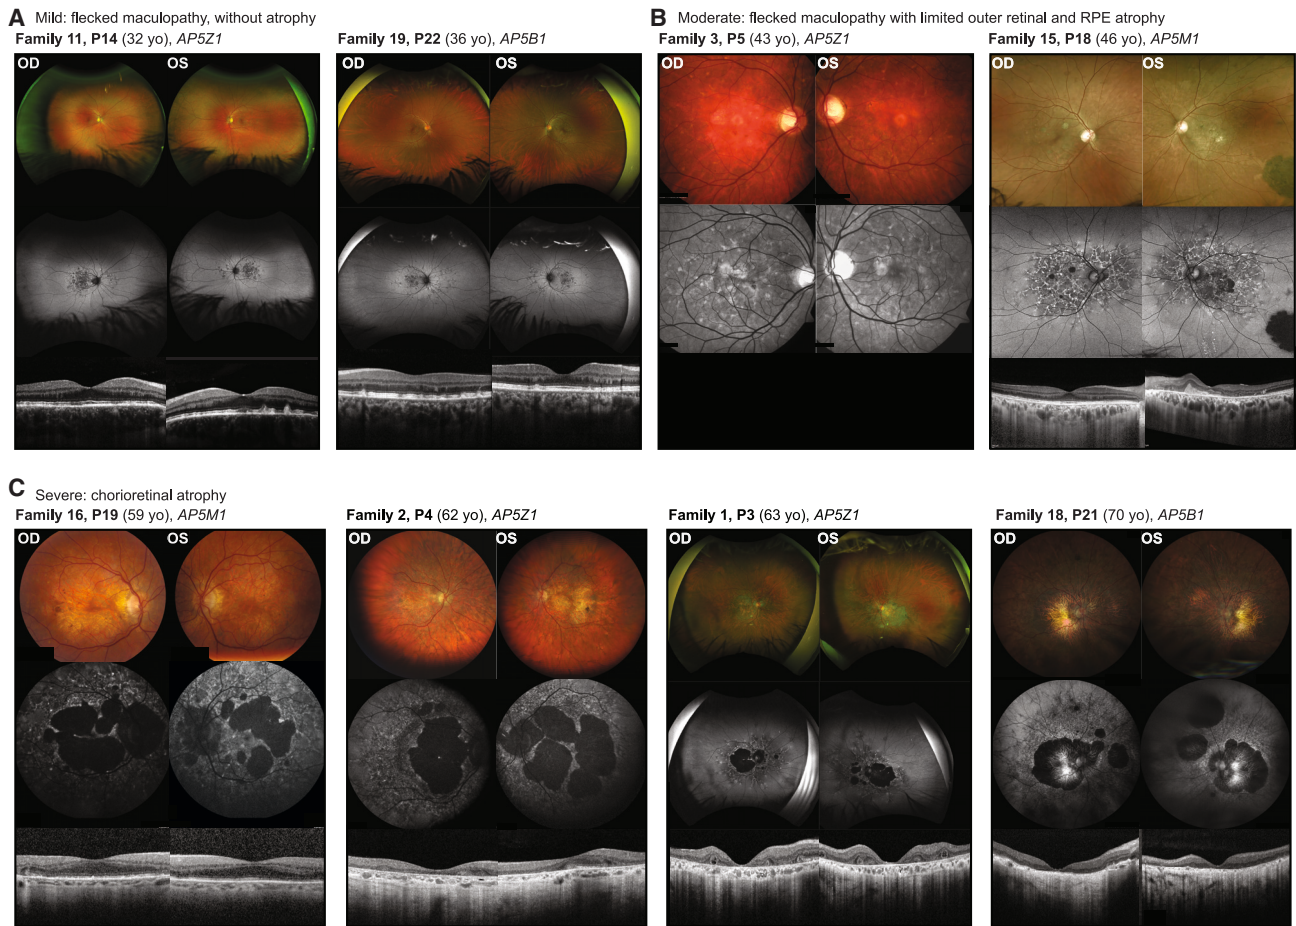 A Mild: flecked maculopathy, without atrophy
Family 11, P14 (32 yo), AP5Z1
Family 19, P22 (36 yo), AP5B1
OD OS
OD OS
B Moderate: flecked maculopathy with limited outer retinal and RPE atrophy
Family 3, P5 (43 yo), AP5Z1
Family 15, P18 (46 yo), AP5M1
OD OS
OD OS
C Severe: chorioretinal atrophy
Family 16, P19 (59 yo), AP5M1
Family 2, P4 (62 yo), AP5Z1
Family 1, P3 (63 yo), AP5Z1
Family 18, P21 (70 yo), AP5B1
OD OS
OD OS
OD OS
OD OS